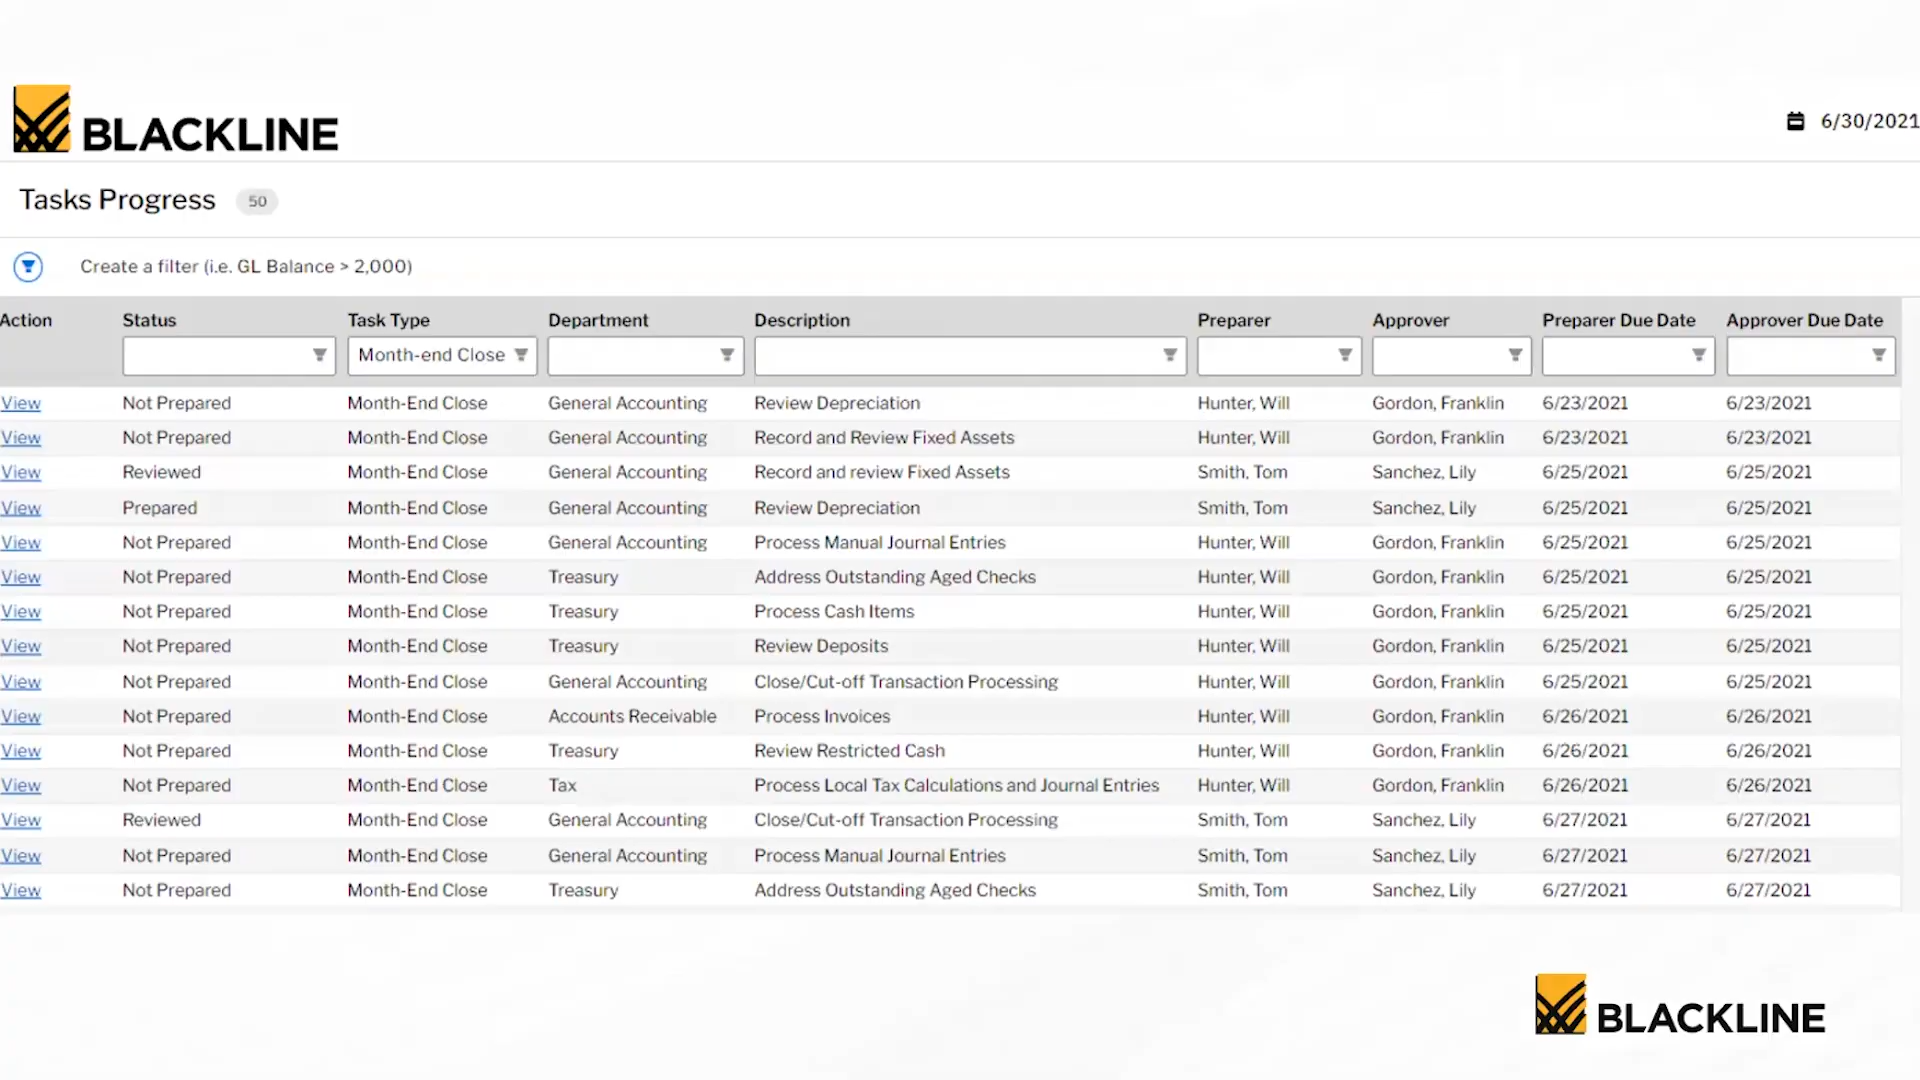 BLACKLINE
6/30/2021
Tasks Progress 50
Create a filter (i.e. GL Balance > 2,000)
Action Status Task Type Department Description Preparer Approver Preparer Due Date Approver Due Date
Month-end Close
View Not Prepared Month-End Close General Accounting Review Depreciation Hunter, Will Gordon, Franklin 6/23/2021 6/23/2021
View Not Prepared Month-End Close General Accounting Record and Review Fixed Assets Hunter, Will Gordon, Franklin 6/23/2021 6/23/2021
View Reviewed Month-End Close General Accounting Record and review Fixed Assets Smith, Tom Sanchez, Lily 6/25/2021 6/25/2021
View Prepared Month-End Close General Accounting Review Depreciation Smith, Tom Sanchez, Lily 6/25/2021 6/25/2021
View Not Prepared Month-End Close General Accounting Process Manual Journal Entries Hunter, Will Gordon, Franklin 6/25/2021 6/25/2021
View Not Prepared Month-End Close Treasury Address Outstanding Aged Checks Hunter, Will Gordon, Franklin 6/25/2021 6/25/2021
View Not Prepared Month-End Close Treasury Process Cash Items Hunter, Will Gordon, Franklin 6/25/2021 6/25/2021
View Not Prepared Month-End Close Treasury Review Deposits Hunter, Will Gordon, Franklin 6/25/2021 6/25/2021
View Not Prepared Month-End Close General Accounting Close/Cut-off Transaction Processing Hunter, Will Gordon, Franklin 6/25/2021 6/25/2021
View Not Prepared Month-End Close Accounts Receivable Process Invoices Hunter, Will Gordon, Franklin 6/26/2021 6/26/2021
View Not Prepared Month-End Close Treasury Review Restricted Cash Hunter, Will Gordon, Franklin 6/26/2021 6/26/2021
View Not Prepared Month-End Close Tax Process Local Tax Calculations and Journal Entries Hunter, Will Gordon, Franklin 6/26/2021 6/26/2021
View Reviewed Month-End Close General Accounting Close/Cut-off Transaction Processing Smith, Tom Sanchez, Lily 6/27/2021 6/27/2021
View Not Prepared Month-End Close General Accounting Process Manual Journal Entries Smith, Tom Sanchez, Lily 6/27/2021 6/27/2021
View Not Prepared Month-End Close Treasury Address Outstanding Aged Checks Smith, Tom Sanchez, Lily 6/27/2021 6/27/2021
BLACKLINE